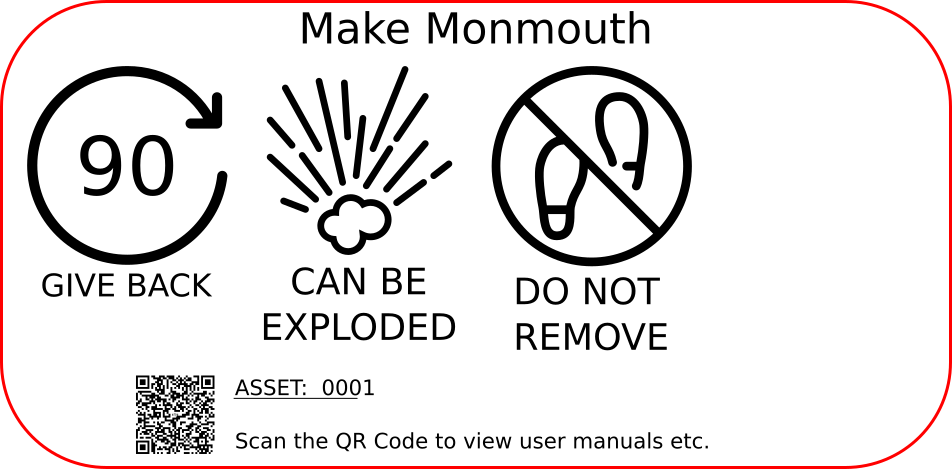 Make Monmouth
90
GIVE BACK
CAN BE
EXPLODED
DO NOT
REMOVE
ASSET: 0001
Scan the QR Code to view user manuals etc.